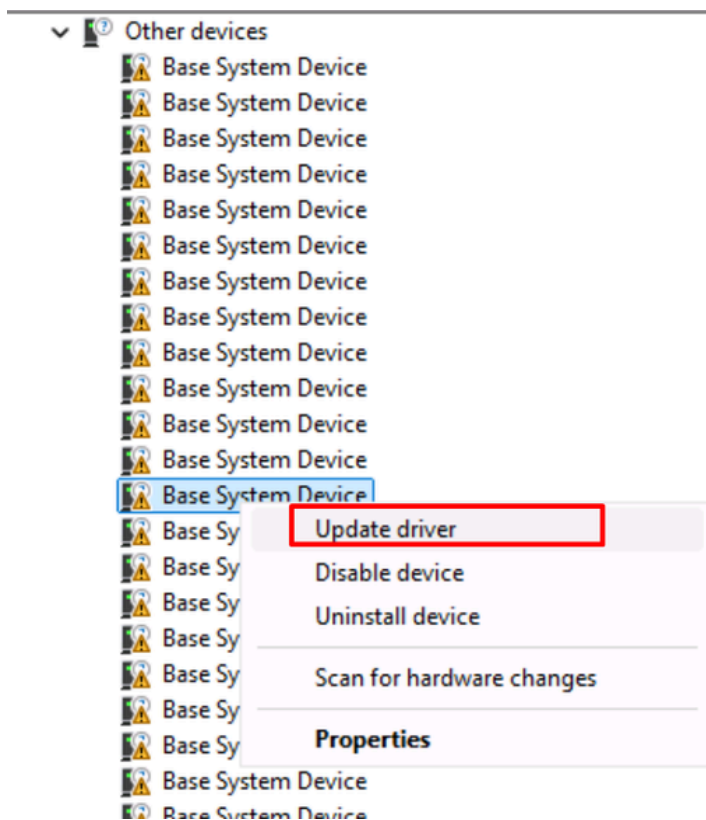 Other devices
Base System Device
Base System Device
Base System Device
Base System Device
Base System Device
Base System Device
Base System Device
Base System Device
Base System Device
Base System Device
Base System Device
Base System Device
Base System Device
Base Sy
Base Sy
Base Sy
Base Sy
Base Sy
Base Sy
Base Sy
Base System Device
Base System Device
Update driver
Disable device
Uninstall device
Scan for hardware changes
Properties